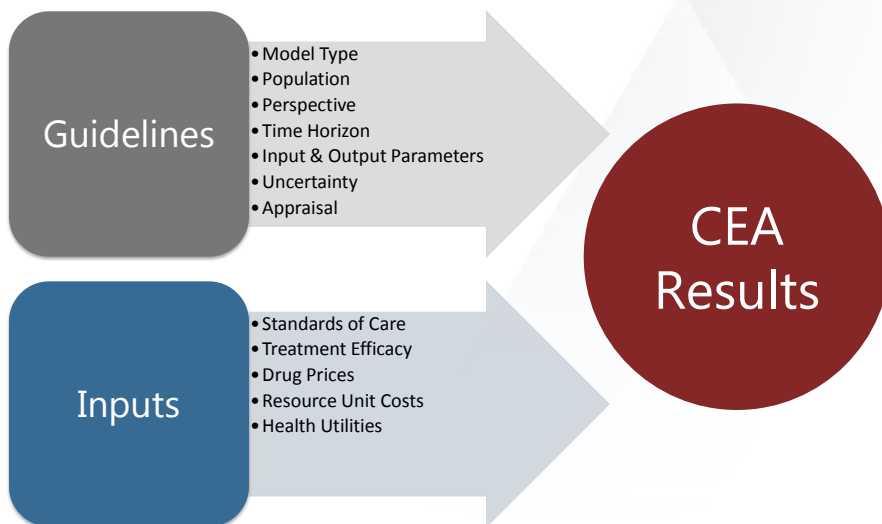 Guidelines
• Model Type
• Population
• Perspective
• Time Horizon
• Input & Output Parameters
• Uncertainty
• Appraisal
CEA
Results
Inputs
• Standards of Care
• Treatment Efficacy
• Drug Prices
• Resource Unit Costs
• Health Utilities